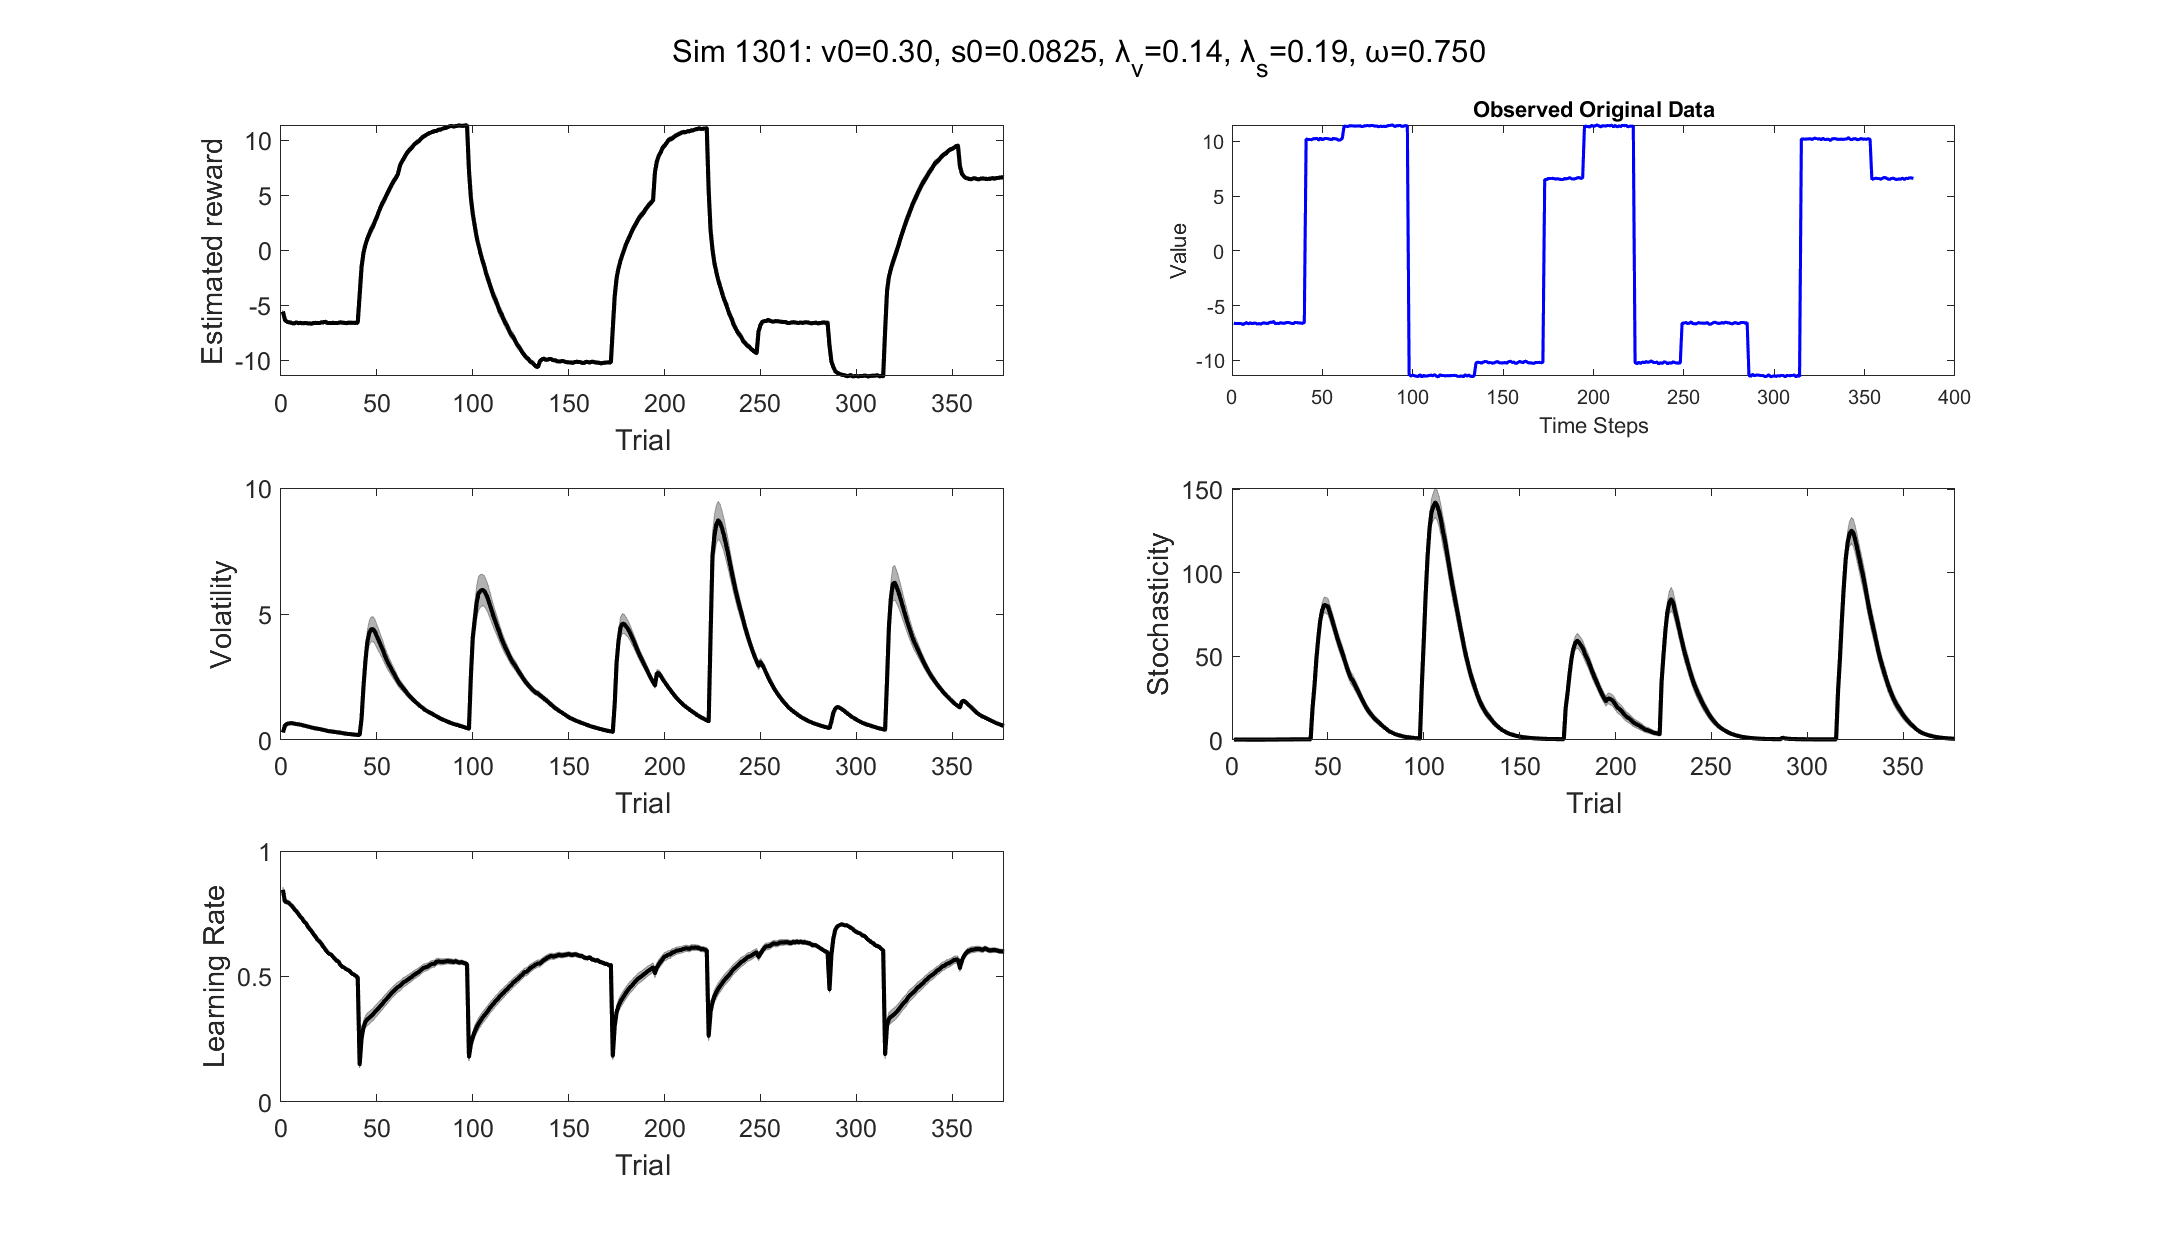 Sim 1301: v0=0.30, s0=0.0825, λv=0.14, λs=0.19, ω=0.750
Estimated reward
10
5
0
-5
-10
0 50 100 150 200 250 300 350
Trial
Observed Original Data
Value
10
5
0
-5
-10
0 50 100 150 200 250 300 350 400
Time Steps
Volatility
10
5
0
0 50 100 150 200 250 300 350
Trial
Stochasticity
150
100
50
0
0 50 100 150 200 250 300 350
Trial
Learning Rate
1
0.5
0
0 50 100 150 200 250 300 350
Trial